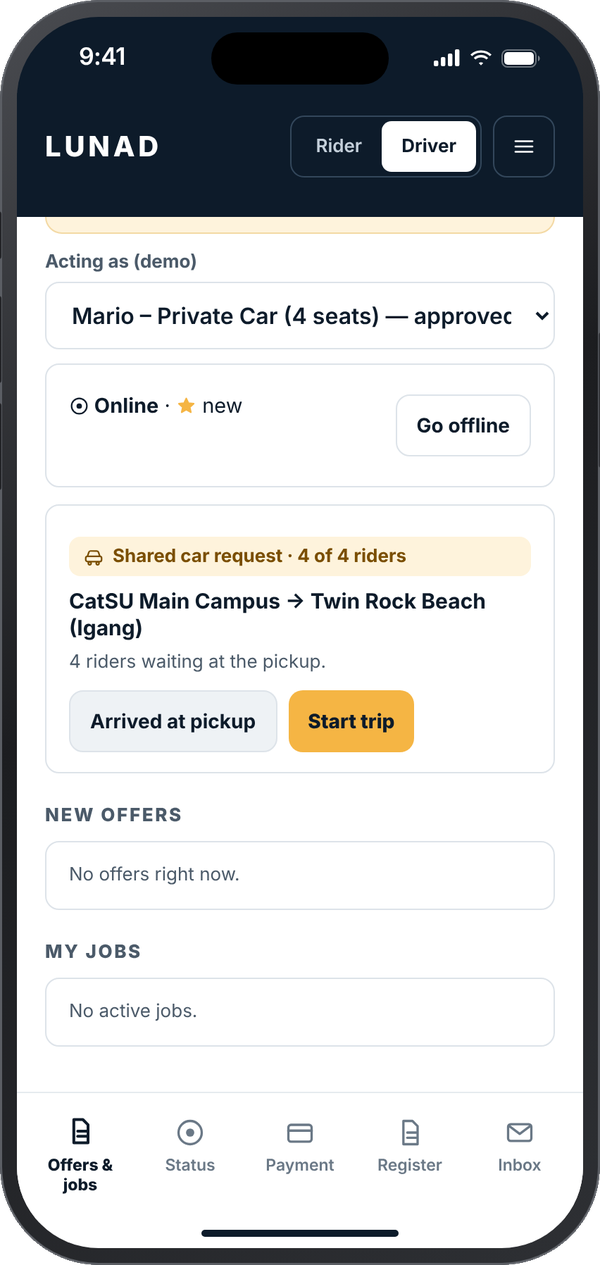 9:41
LUNAD
Rider
Driver
Acting as (demo)
Mario – Private Car (4 seats) — approved
Online · new
Go offline
Shared car request · 4 of 4 riders
CatSU Main Campus → Twin Rock Beach
(Igang)
4 riders waiting at the pickup.
Arrived at pickup
Start trip
NEW OFFERS
No offers right now.
MY JOBS
No active jobs.
Offers &
jobs
Status
Payment
Register
Inbox